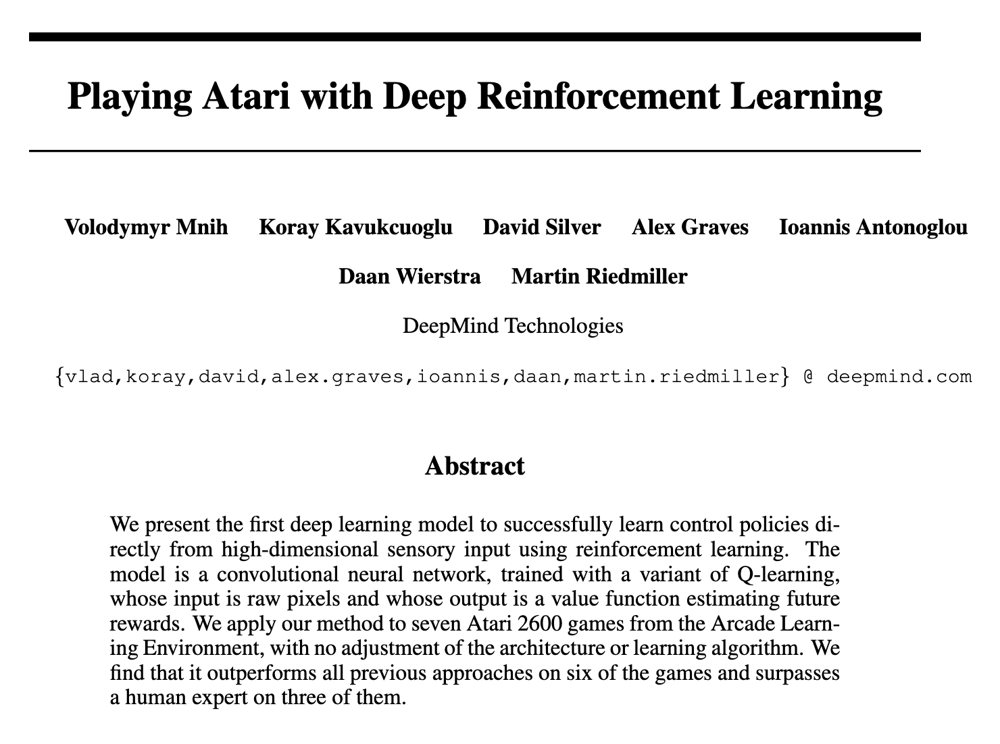 Playing Atari with Deep Reinforcement Learning
Volodymyr Mnih Koray Kavukcuoglu David Silver Alex Graves Ioannis Antonoglou
Daan Wierstra Martin Riedmiller
DeepMind Technologies
{vlad,koray,david,alex.graves,ioannis,daan,martin.riedmiller} @ deepmind.com
Abstract
We present the first deep learning model to successfully learn control policies di-
rectly from high-dimensional sensory input using reinforcement learning. The
model is a convolutional neural network, trained with a variant of Q-learning,
whose input is raw pixels and whose output is a value function estimating future
rewards. We apply our method to seven Atari 2600 games from the Arcade Learn-
ing Environment, with no adjustment of the architecture or learning algorithm. We
find that it outperforms all previous approaches on six of the games and surpasses
a human expert on three of them.